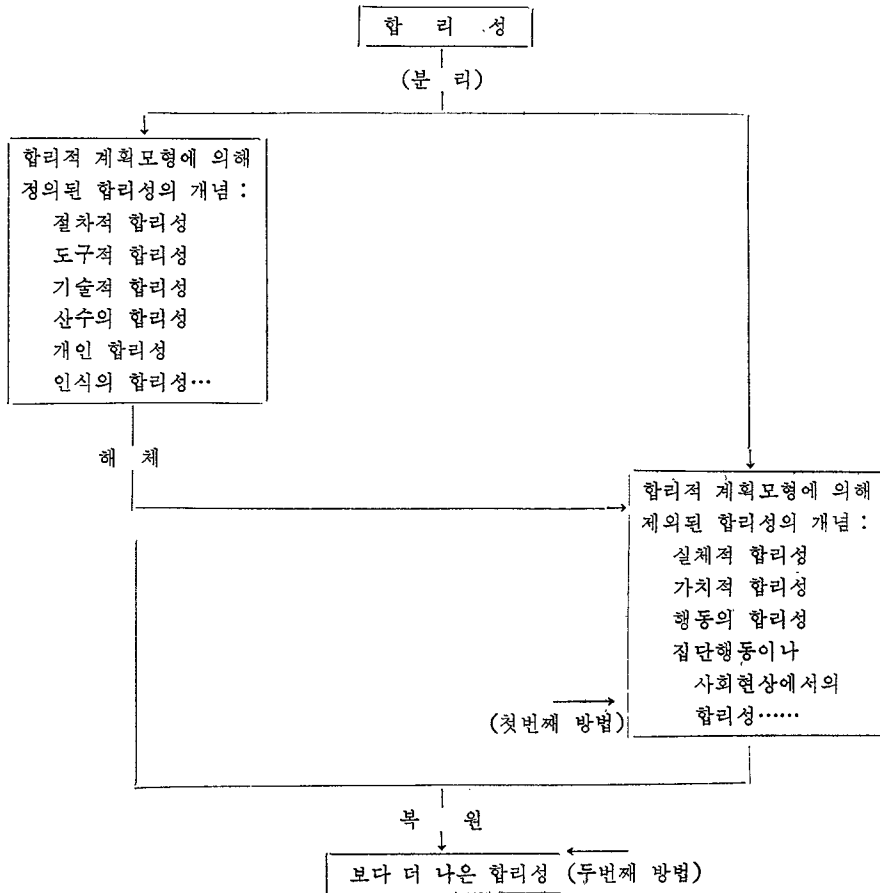 합 리 성
(분 리)
합리적 계획모형에 의해
정의된 합리성의 개념 :
절차적 합리성
도구적 합리성
기술적 합리성
산수의 합리성
개인 합리성
인식의 합리성…
해 체
합리적 계획모형에 의해
제외된 합리성의 개념 :
실체적 합리성
가치적 합리성
행동의 합리성
집단행동이나
사회현상에서의
합리성……
(첫번째 방법)
복 원
보다 더 나은 합리성 (두번째 방법)